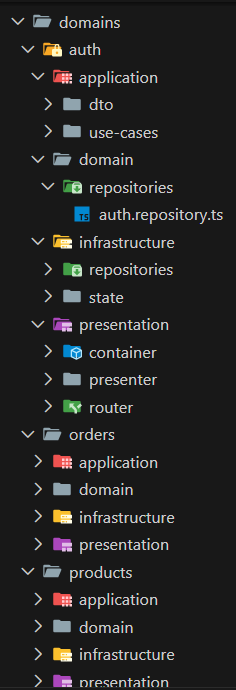 domains
auth
application
dto
use-cases
domain
repositories
TS auth.repository.ts
infrastructure
repositories
state
presentation
container
presenter
router
orders
application
domain
infrastructure
presentation
products
application
domain
infrastructure
presentation